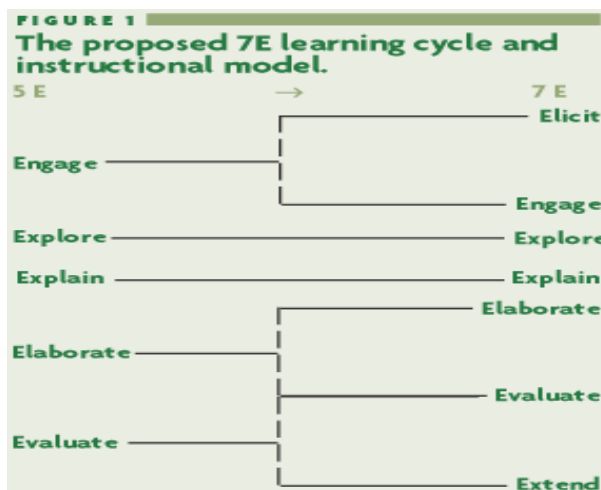 FIGURE 1
The proposed 7E learning cycle and
instructional model.
5 E → 7 E
Elicit
Engage
Engage
Explore Explore
Explain Explain
Elaborate
Elaborate
Evaluate
Evaluate
Extend